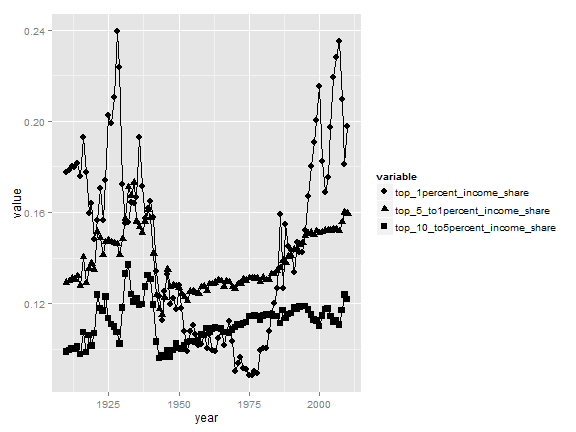 0.24
0.20
0.16
0.12
value
1925
1950
1975
2000
year
variable
top_1percent_income_share
top_5_to1percent_income_share
top_10_to5percent_income_share